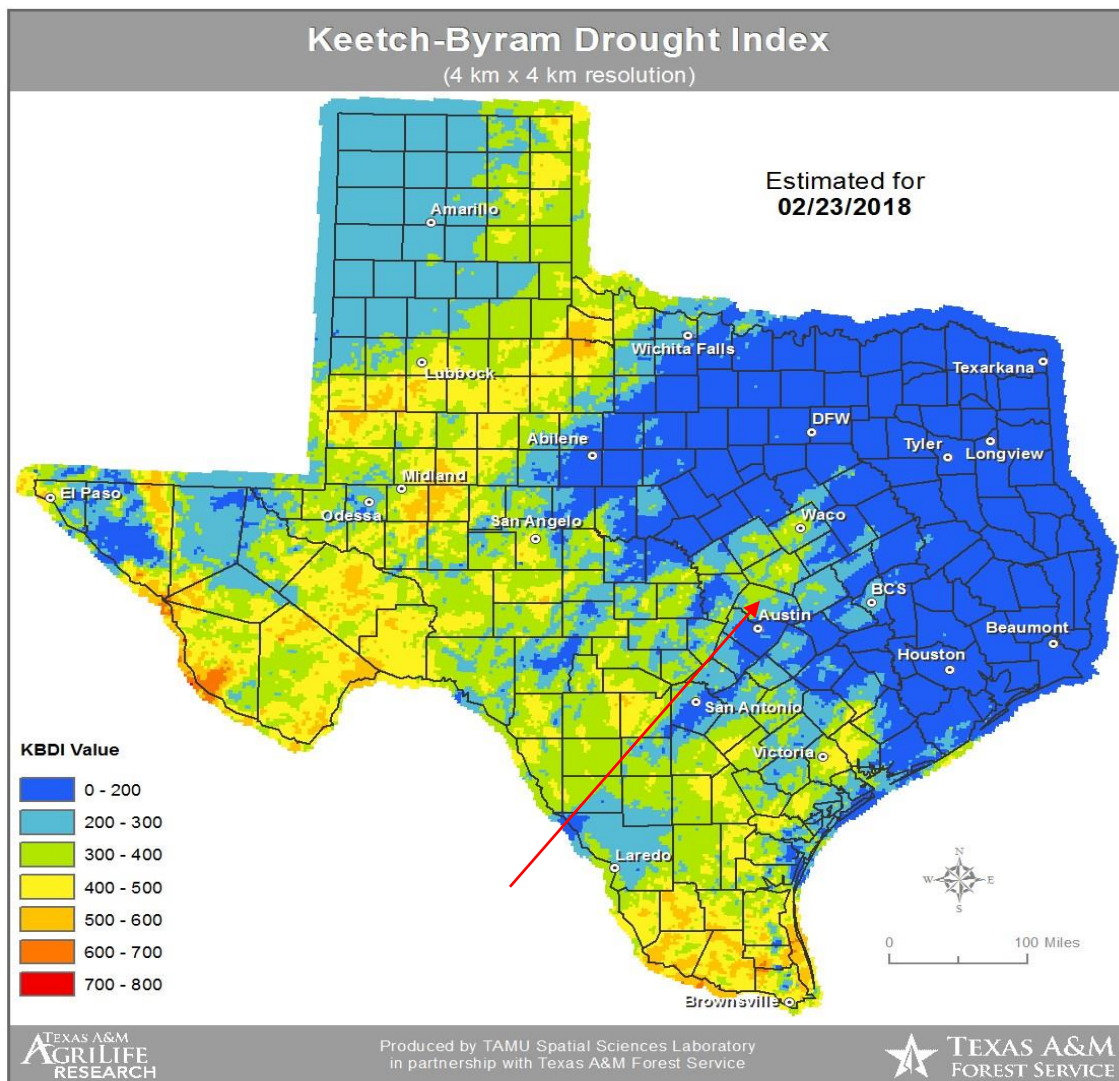 Keetch-Byram Drought Index
(4 km x 4 km resolution)
Estimated for
02/23/2018
Amarillo
Wichita Falls
Texarkana
Lubbock
DFW
Abilene
Tyler
Longview
Midland
El Paso
Odessa
San Angelo
Waco
BCS
Austin
Beaumont
Houston
San Antonio
Victoria
KBDI Value
0 - 200
200 - 300
300 - 400
400 - 500
500 - 600
600 - 700
700 - 800
Laredo
N
W E
S
0 100 Miles
Brownsville
TEXAS A&M
AGRILIFE
RESEARCH
Produced by TAMU Spatial Sciences Laboratory
in partnership with Texas A&M Forest Service
TEXAS A&M
FOREST SERVICE